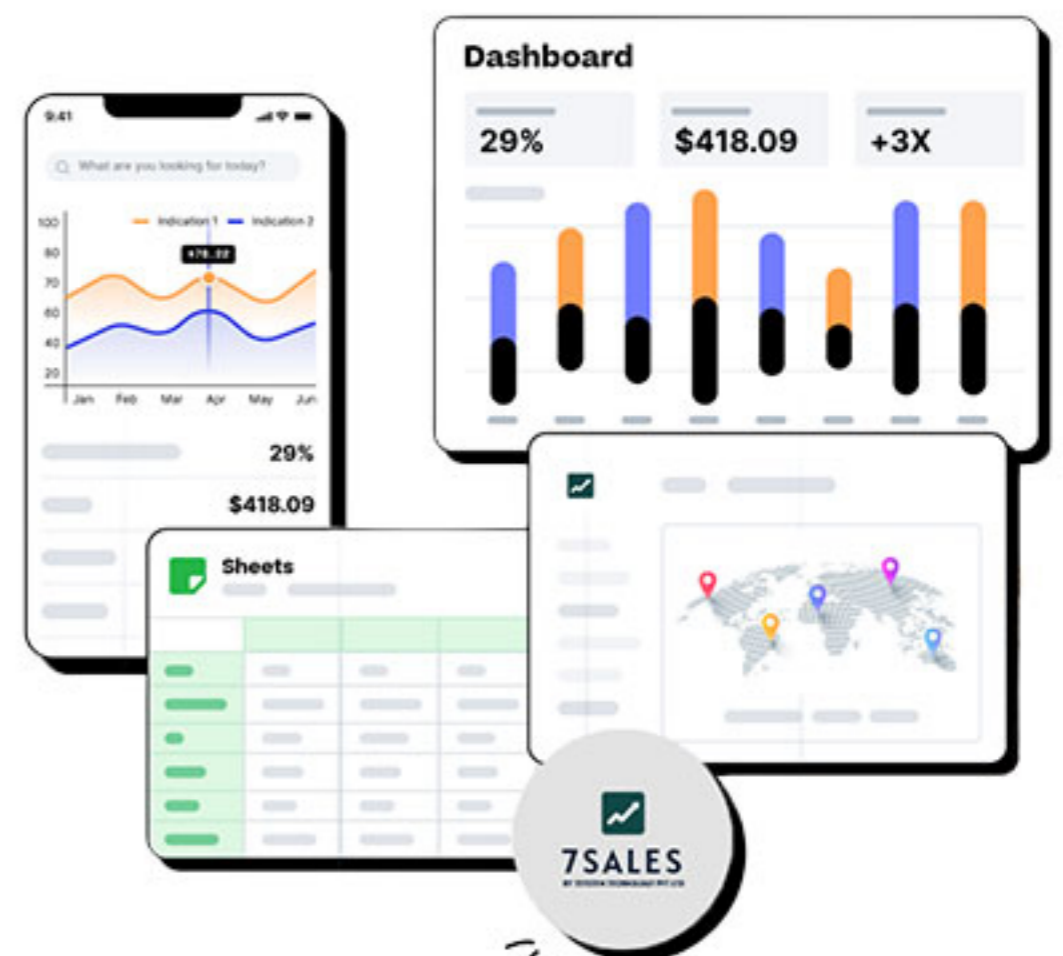 Dashboard
29%
$418.09
+3X
9:41
What are you looking for today?
100
Indication 1
Indication 2
80
70
60
40
20
Jan
Feb
Mar
Apr
May
Jun
29%
$418.09
Sheets
7SALES